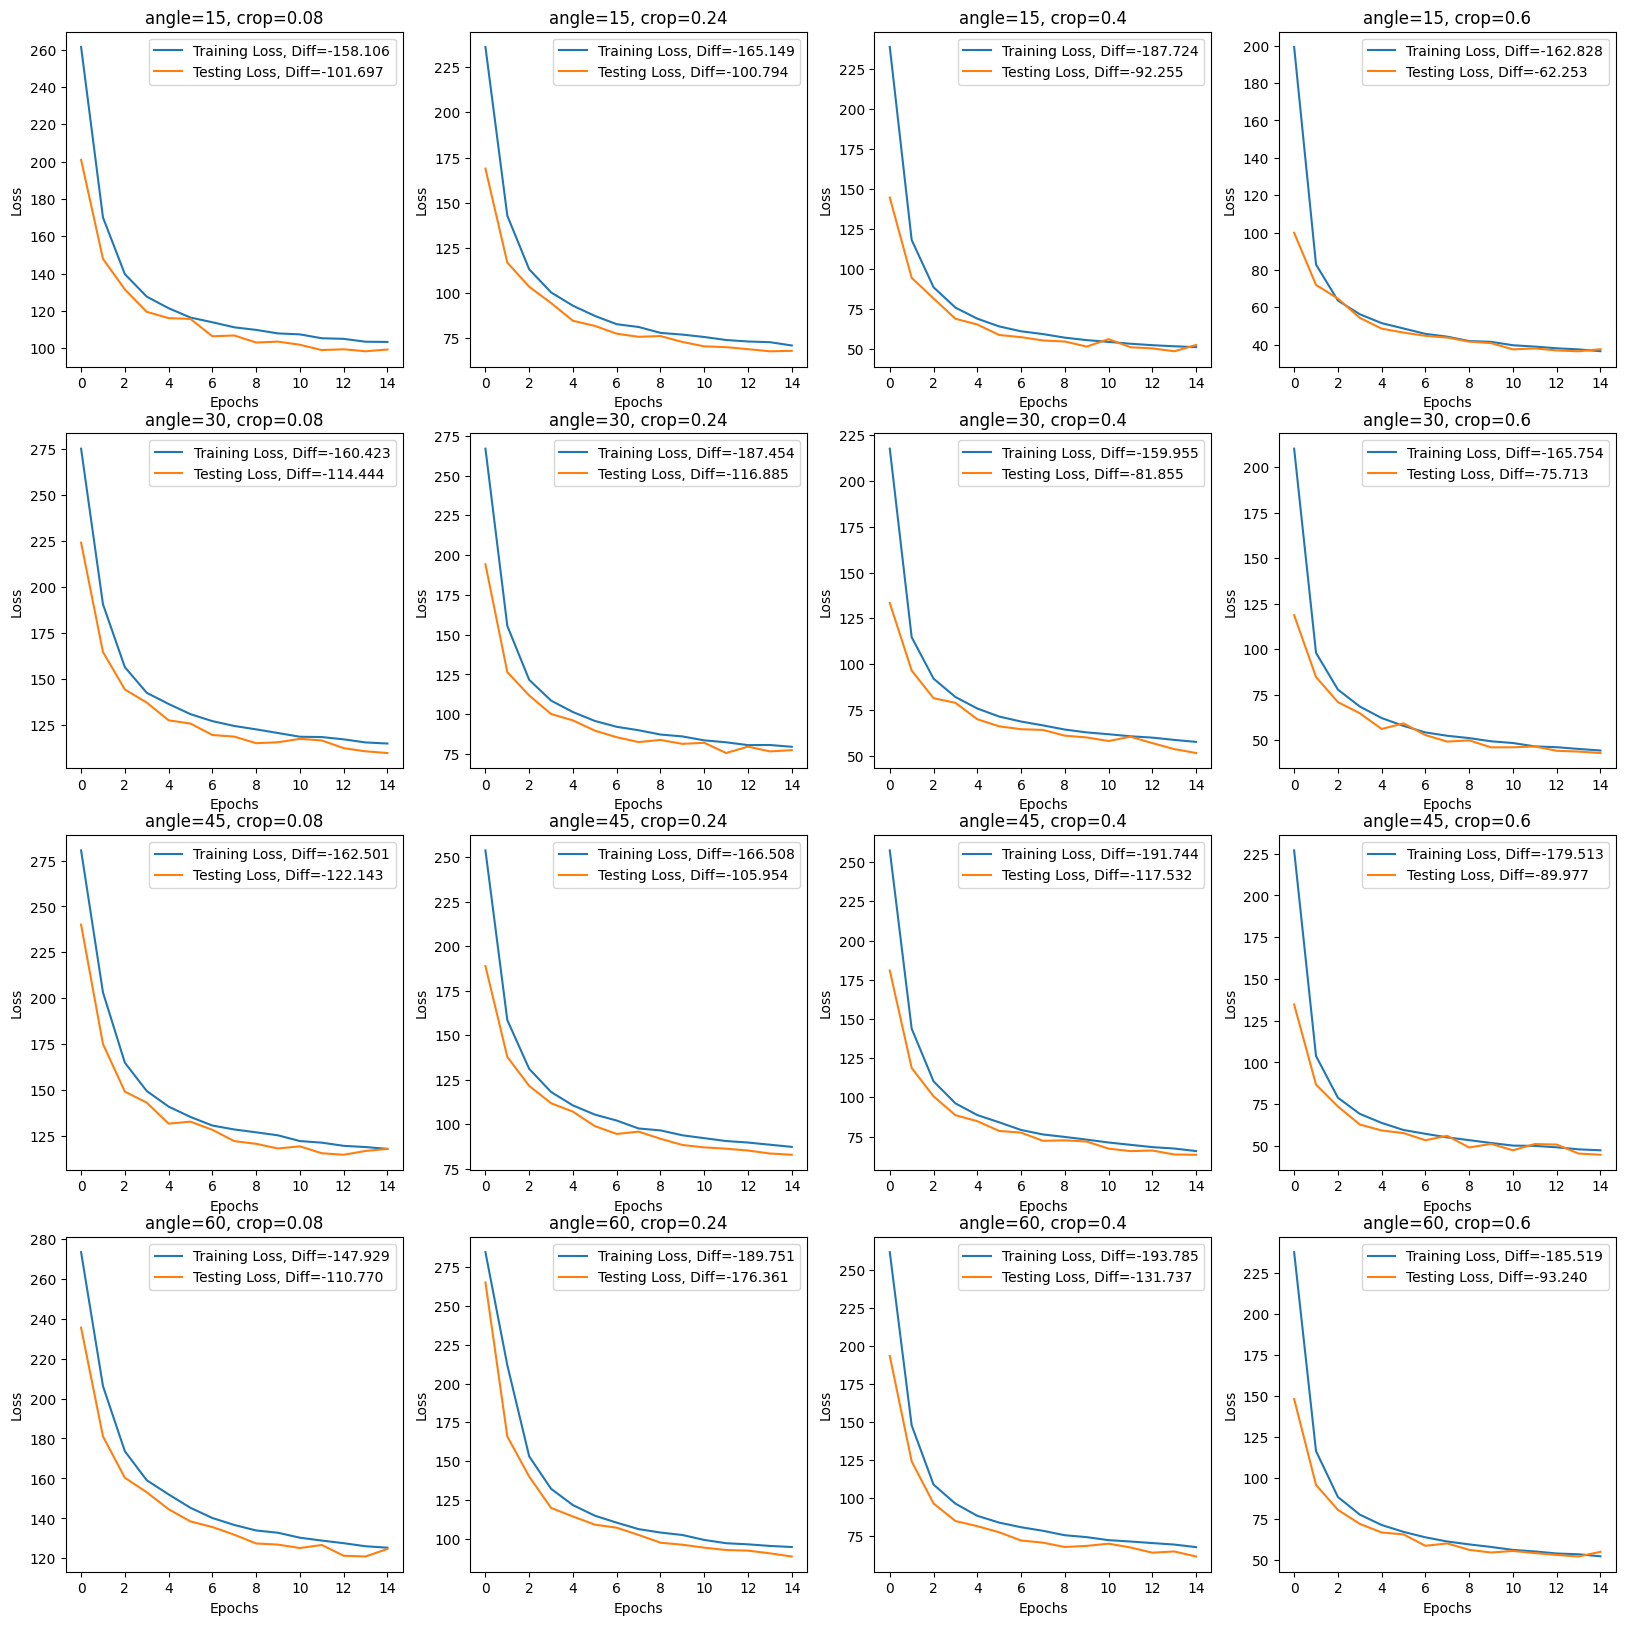 angle=15, crop=0.08
Training Loss, Diff=-158.106
Testing Loss, Diff=-101.697
260
240
220
200
180
160
140
120
100
Loss
0 2 4 6 8 10 12 14
Epochs
angle=15, crop=0.24
Training Loss, Diff=-165.149
Testing Loss, Diff=-100.794
225
200
175
150
125
100
75
Loss
0 2 4 6 8 10 12 14
Epochs
angle=15, crop=0.4
Training Loss, Diff=-187.724
Testing Loss, Diff=-92.255
225
200
175
150
125
100
75
50
Loss
0 2 4 6 8 10 12 14
Epochs
angle=15, crop=0.6
Training Loss, Diff=-162.828
Testing Loss, Diff=-62.253
200
180
160
140
120
100
80
60
40
Loss
0 2 4 6 8 10 12 14
Epochs
angle=30, crop=0.08
Training Loss, Diff=-160.423
Testing Loss, Diff=-114.444
275
250
225
200
175
150
125
Loss
0 2 4 6 8 10 12 14
Epochs
angle=30, crop=0.24
Training Loss, Diff=-187.454
Testing Loss, Diff=-116.885
275
250
225
200
175
150
125
100
75
Loss
0 2 4 6 8 10 12 14
Epochs
angle=30, crop=0.4
Training Loss, Diff=-159.955
Testing Loss, Diff=-81.855
225
200
175
150
125
100
75
50
Loss
0 2 4 6 8 10 12 14
Epochs
angle=30, crop=0.6
Training Loss, Diff=-165.754
Testing Loss, Diff=-75.713
200
175
150
125
100
75
50
Loss
0 2 4 6 8 10 12 14
Epochs
angle=45, crop=0.08
Training Loss, Diff=-162.501
Testing Loss, Diff=-122.143
275
250
225
200
175
150
125
Loss
0 2 4 6 8 10 12 14
Epochs
angle=45, crop=0.24
Training Loss, Diff=-166.508
Testing Loss, Diff=-105.954
250
225
200
175
150
125
100
75
Loss
0 2 4 6 8 10 12 14
Epochs
angle=45, crop=0.4
Training Loss, Diff=-191.744
Testing Loss, Diff=-117.532
250
225
200
175
150
125
100
75
Loss
0 2 4 6 8 10 12 14
Epochs
angle=45, crop=0.6
Training Loss, Diff=-179.513
Testing Loss, Diff=-89.977
225
200
175
150
125
100
75
50
Loss
0 2 4 6 8 10 12 14
Epochs
angle=60, crop=0.08
Training Loss, Diff=-147.929
Testing Loss, Diff=-110.770
280
260
240
220
200
180
160
140
120
Loss
0 2 4 6 8 10 12 14
Epochs
angle=60, crop=0.24
Training Loss, Diff=-189.751
Testing Loss, Diff=-176.361
275
250
225
200
175
150
125
100
Loss
0 2 4 6 8 10 12 14
Epochs
angle=60, crop=0.4
Training Loss, Diff=-193.785
Testing Loss, Diff=-131.737
250
225
200
175
150
125
100
75
Loss
0 2 4 6 8 10 12 14
Epochs
angle=60, crop=0.6
Training Loss, Diff=-185.519
Testing Loss, Diff=-93.240
225
200
175
150
125
100
75
50
Loss
0 2 4 6 8 10 12 14
Epochs